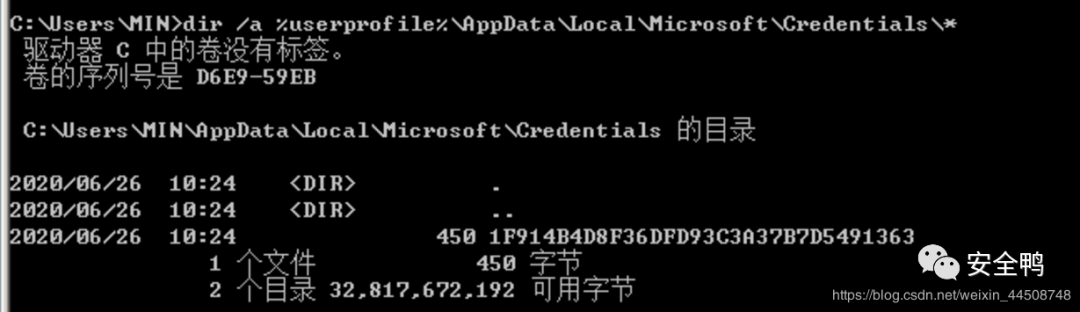 C:\Users\MIN>dir /a %userprofile%\AppData\Local\Microsoft\Credentials\*
驱动器 C 中的卷没有标签。
卷的序列号是 D6E9-59EB
C:\Users\MIN\AppData\Local\Microsoft\Credentials 的目录
2020/06/26  10:24    <DIR>          .
2020/06/26  10:24    <DIR>          ..
2020/06/26  10:24               450 1F914B4D8F36DFD93C3A37B7D5491363
1 个文件            450 字节
2 个目录 32,817,672,192 可用字节
安全鸭
https://blog.csdn.net/weixin_44508748